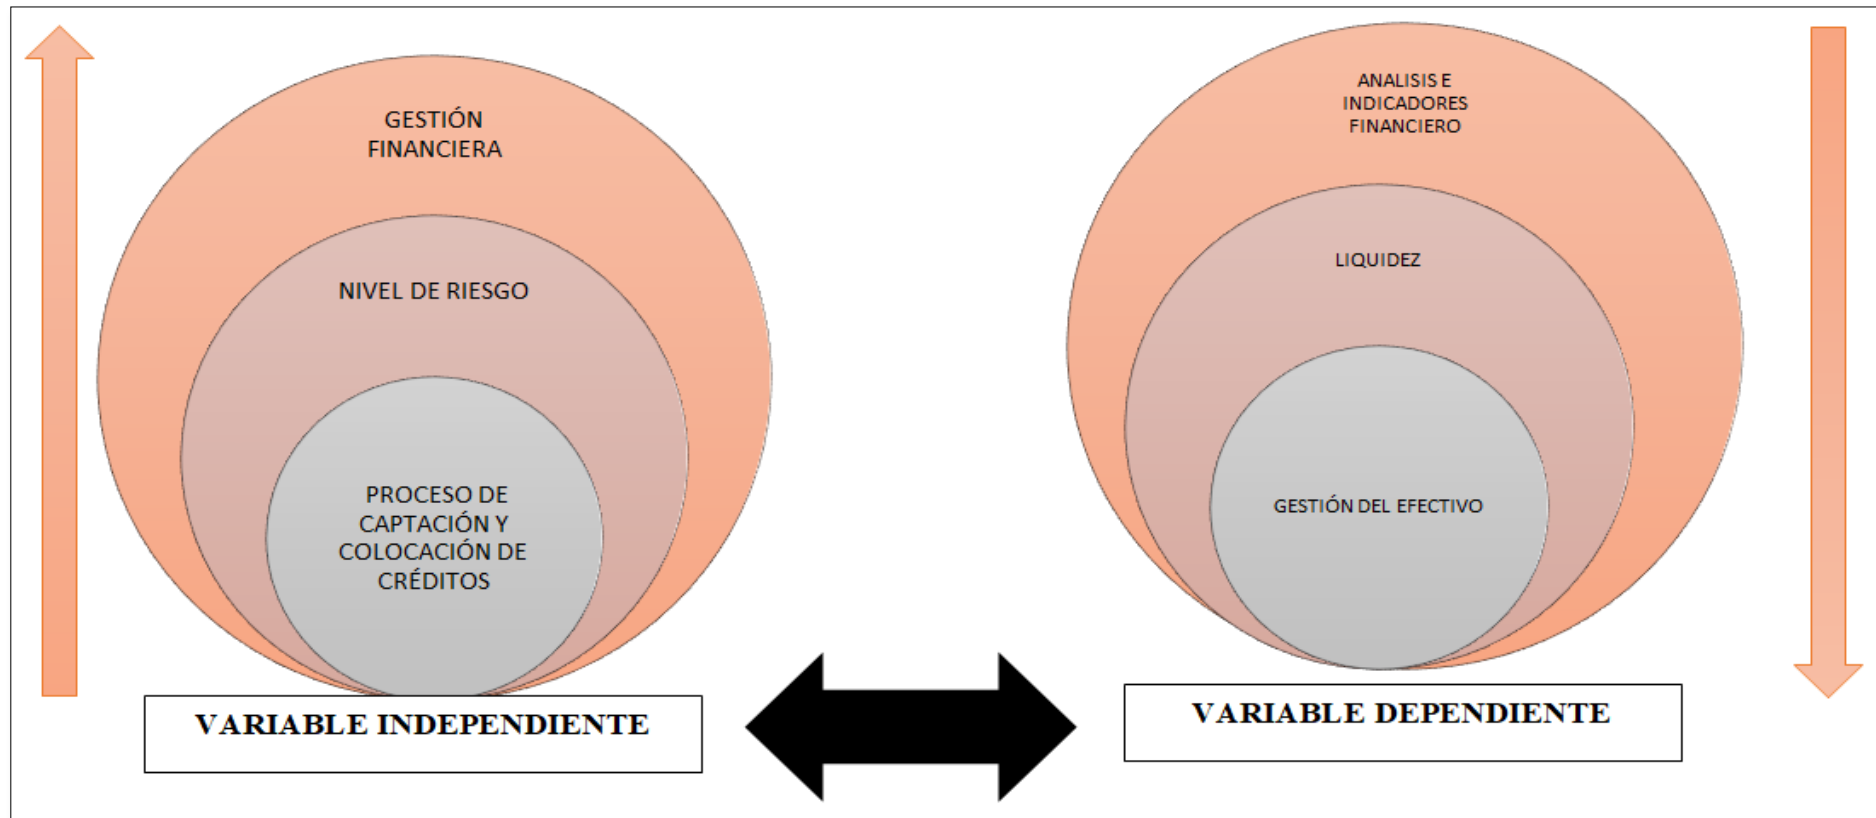 GESTIÓN
FINANCIERA
NIVEL DE RIESGO
PROCESO DE
CAPTACIÓN Y
COLOCACIÓN DE
CRÉDITOS
VARIABLE INDEPENDIENTE
ANALISIS E
INDICADORES
FINANCIERO
LIQUIDEZ
GESTIÓN DEL EFECTIVO
VARIABLE DEPENDIENTE